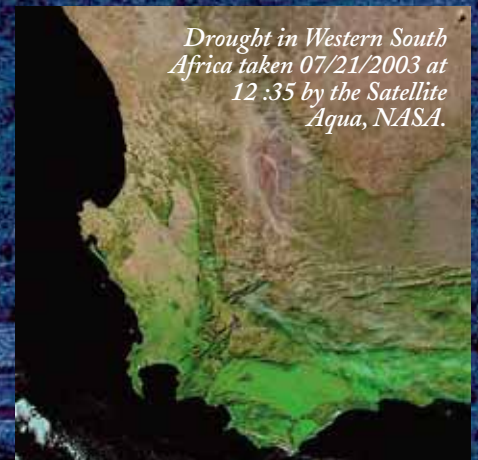 Drought in Western South
Africa taken 07/21/2003 at
12 :35 by the Satellite
Aqua, NASA.